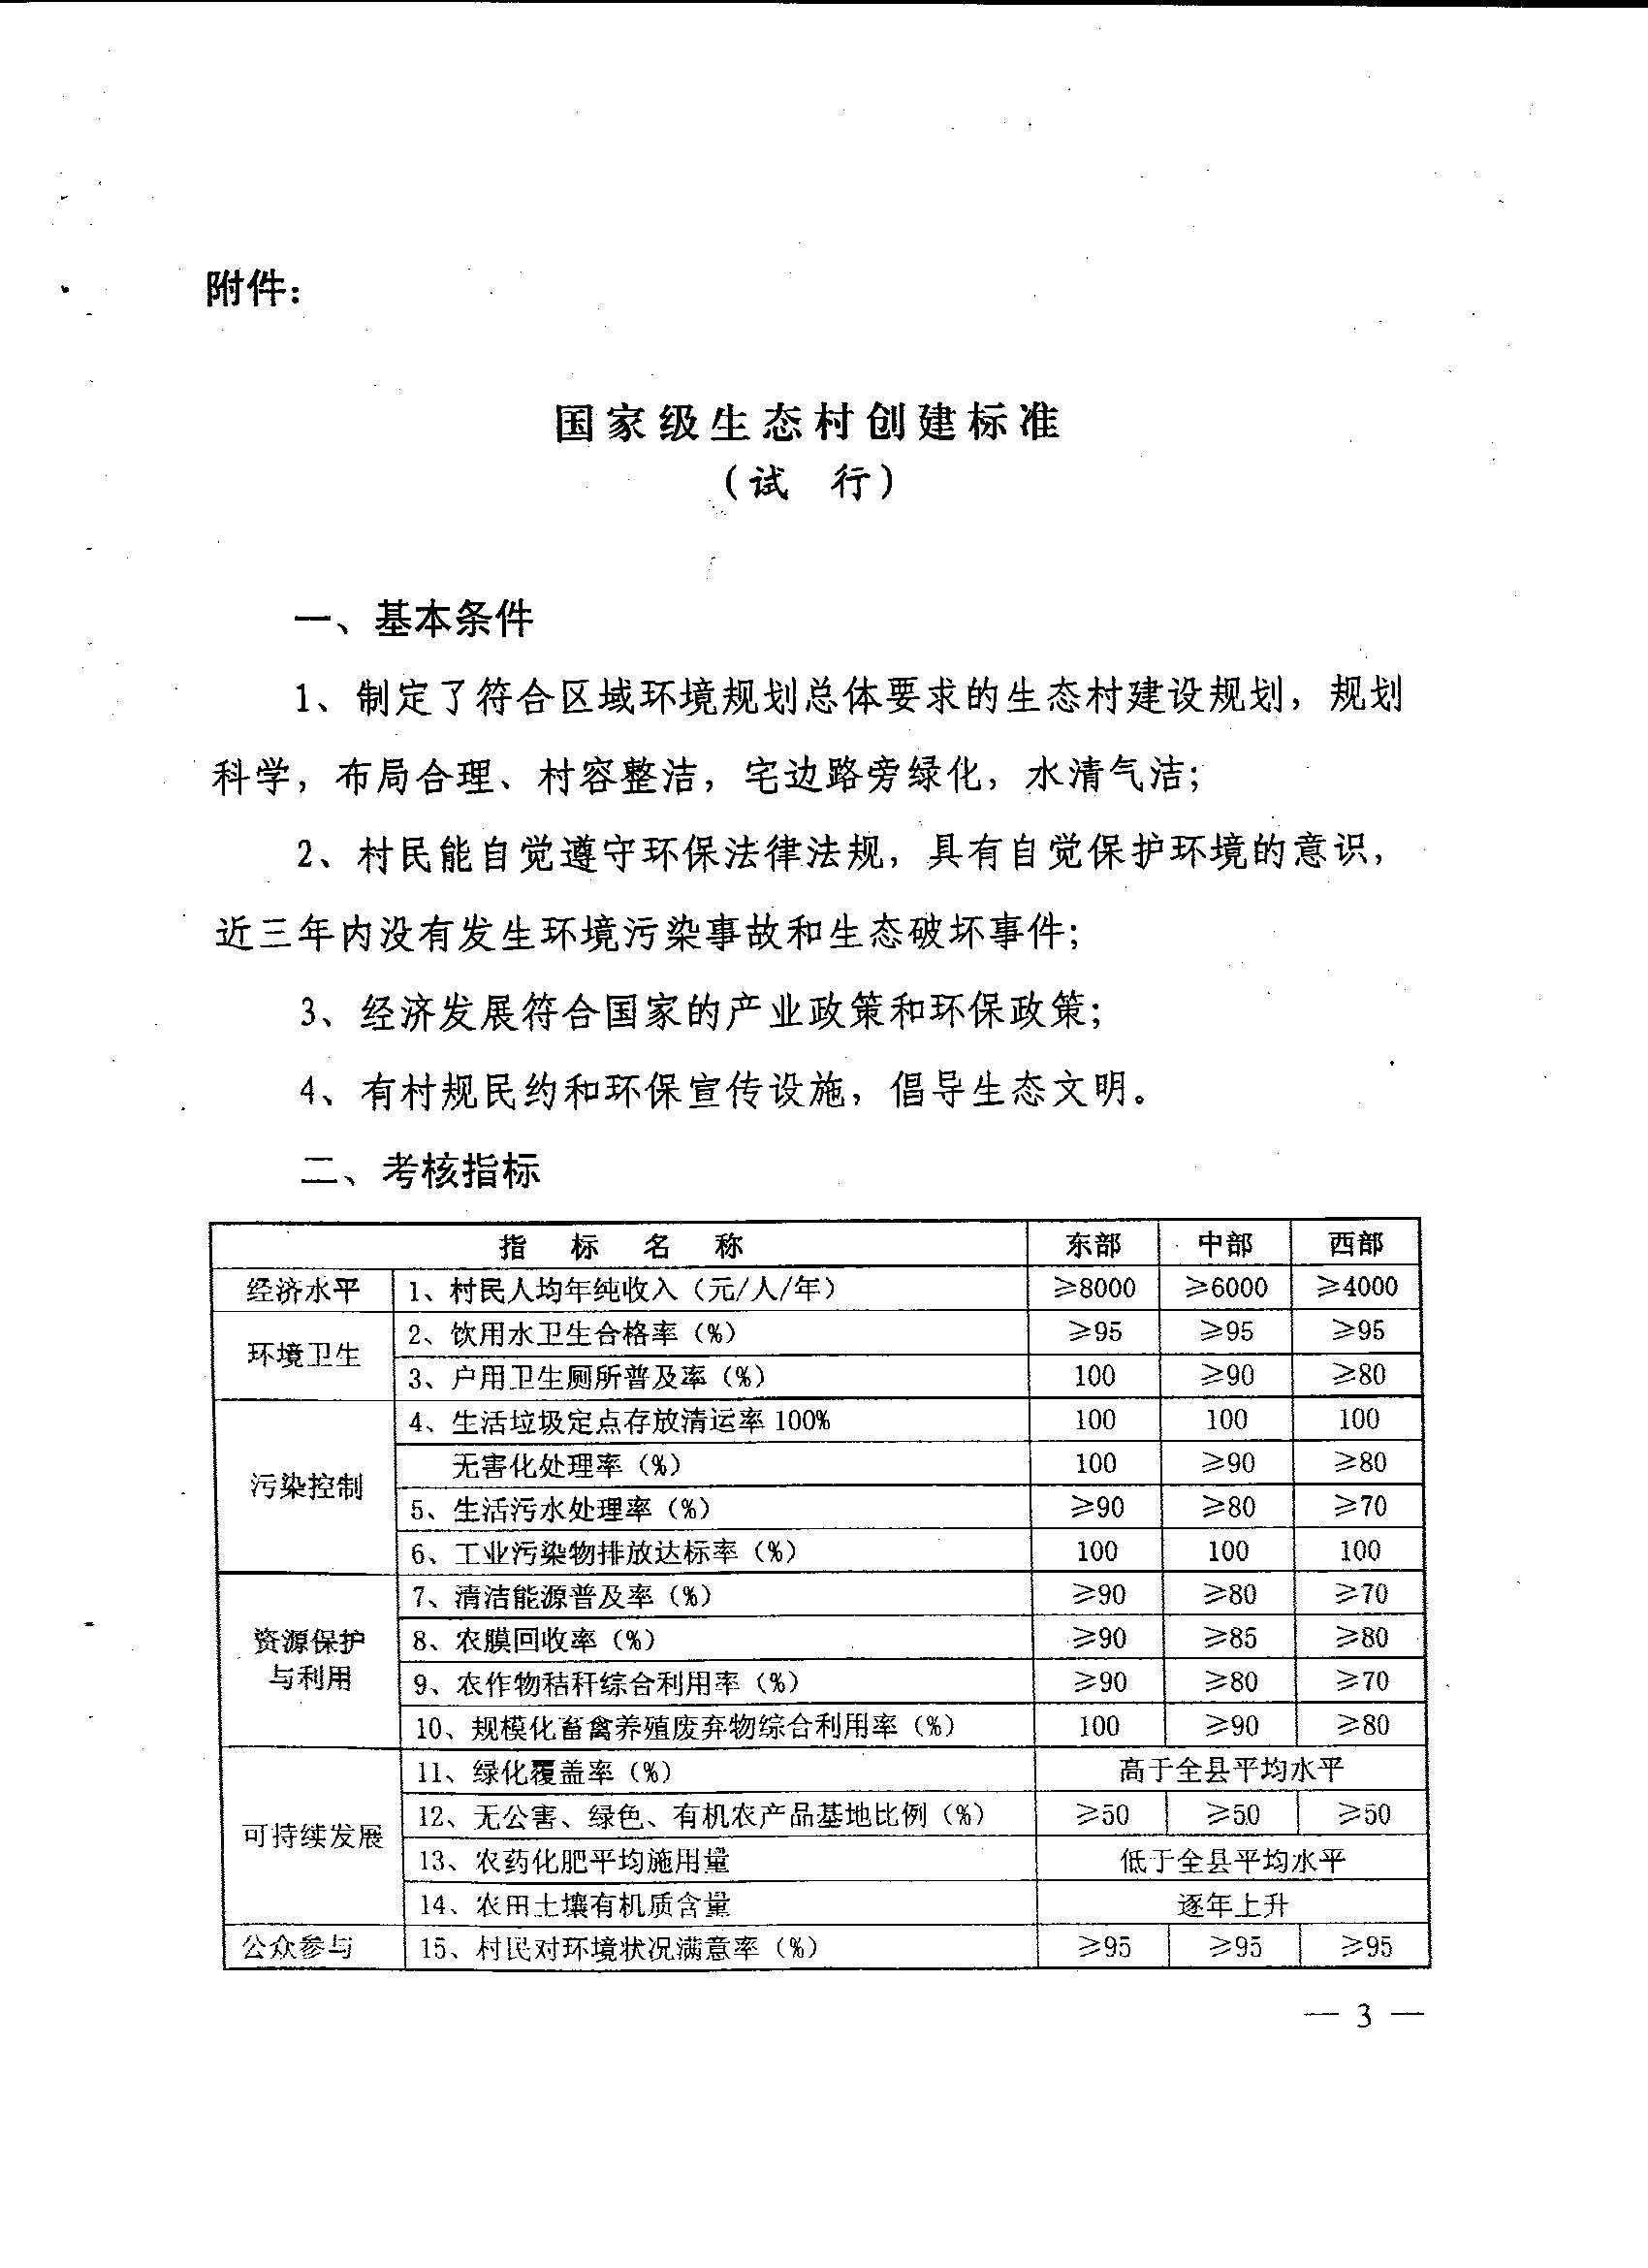 附件：
国家级生态村创建标准
（试　行）
一、基本条件
1、制定了符合区域环境规划总体要求的生态村建设规划，规划
科学，布局合理、村容整洁，宅边路旁绿化，水清气洁；
2、村民能自觉遵守环保法律法规，具有自觉保护环境的意识，
近三年内没有发生环境污染事故和生态破坏事件；
3、经济发展符合国家的产业政策和环保政策；
4、有村规民约和环保宣传设施，倡导生态文明。
二、考核指标
指　标　名　称 东部 中部 西部
经济水平 1、村民人均年纯收入（元/人/年） ≥8000 ≥6000 ≥4000
环境卫生 2、饮用水卫生合格率（%） ≥95 ≥95 ≥95
3、户用卫生厕所普及率（%） 100 ≥90 ≥80
污染控制 4、生活垃圾定点存放清运率 100% 100 100 100
无害化处理率（%） 100 ≥90 ≥80
5、生活污水处理率（%） ≥90 ≥80 ≥70
6、工业污染物排放达标率（%） 100 100 100
资源保护
与利用 7、清洁能源普及率（%） ≥90 ≥80 ≥70
8、农膜回收率（%） ≥90 ≥85 ≥80
9、农作物秸秆综合利用率（%） ≥90 ≥80 ≥70
10、规模化畜禽养殖废弃物综合利用率（%） 100 ≥90 ≥80
可持续发展 11、绿化覆盖率（%） 高于全县平均水平
12、无公害、绿色、有机农产品基地比例（%） ≥50 ≥50 ≥50
13、农药化肥平均施用量 低于全县平均水平
14、农田土壤有机质含量 逐年上升
公众参与 15、村民对环境状况满意率（%） ≥95 ≥95 ≥95
— 3 —